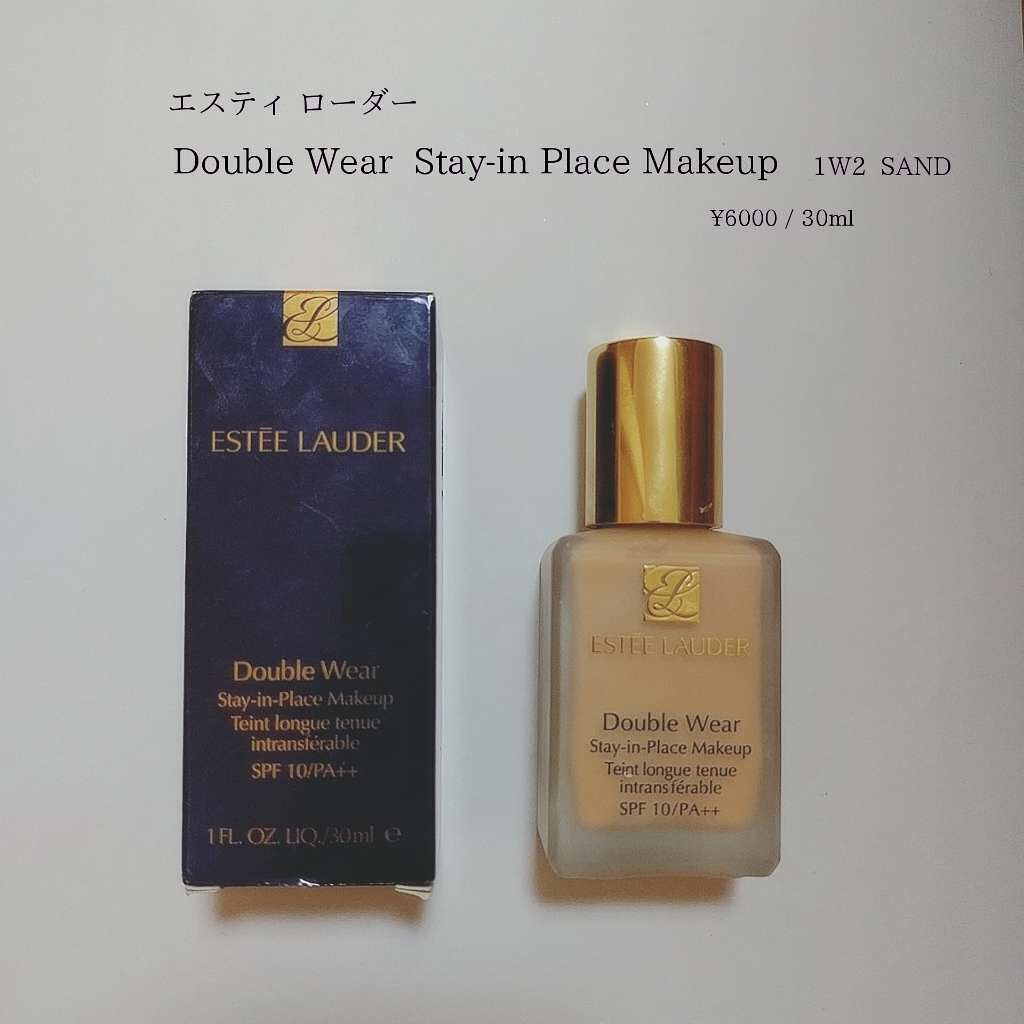 エスティ ローダー
Double Wear Stay-in Place Makeup 1W2 SAND
¥6000 / 30ml
EL
ESTĒE LAUDER
Double Wear
Stay-in-Place Makeup
Teint longue tenue
intransférable
SPF 10/PA++
1 FL. OZ. LIQ./30ml e
EL
ESTĒE LAUDER
Double Wear
Stay-in-Place Makeup
Teint longue tenue
intransférable
SPF 10/PA++